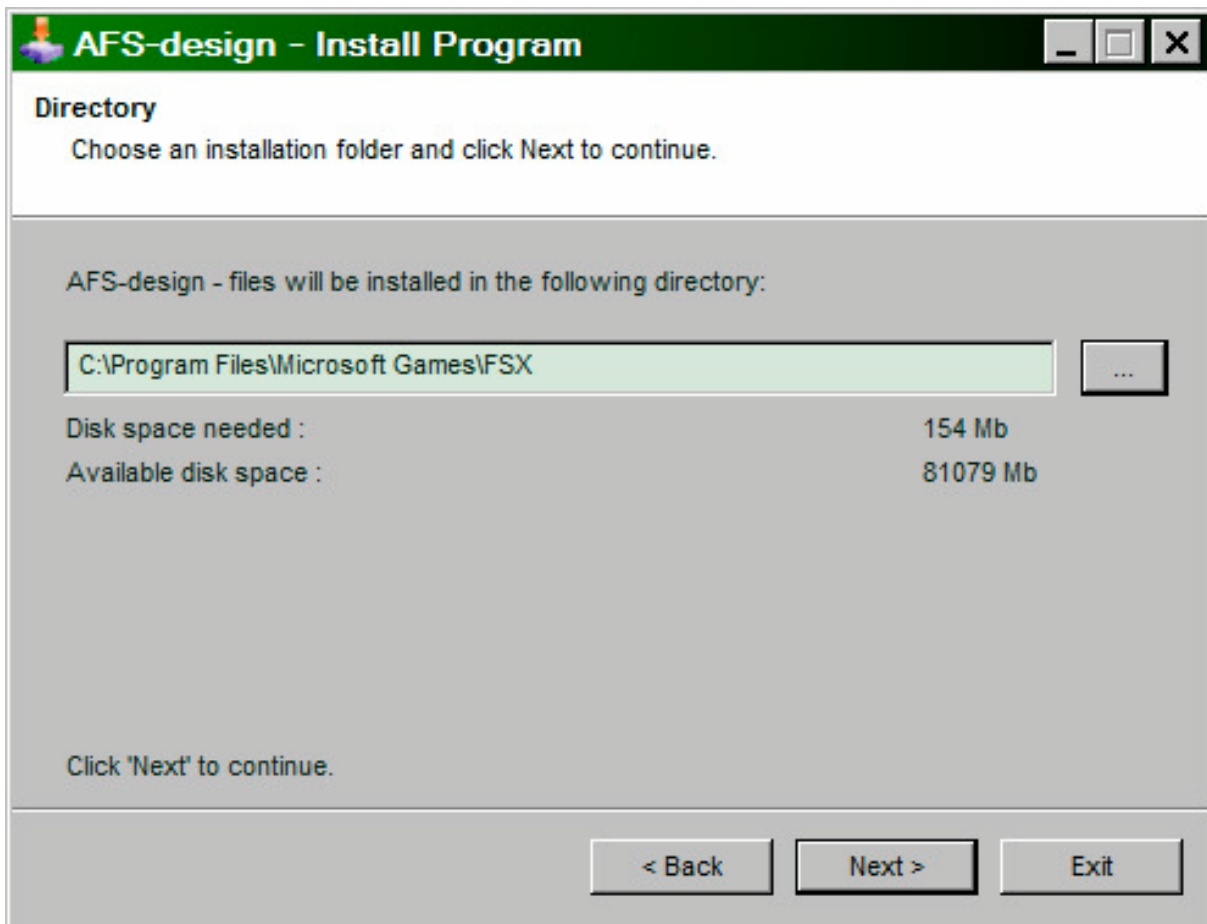 AFS-design - Install Program
Directory
Choose an installation folder and click Next to continue.
AFS-design - files will be installed in the following directory:
C:\Program Files\Microsoft Games\FSX
...
Disk space needed : 154 Mb
Available disk space : 81079 Mb
Click 'Next' to continue.
< Back Next > Exit